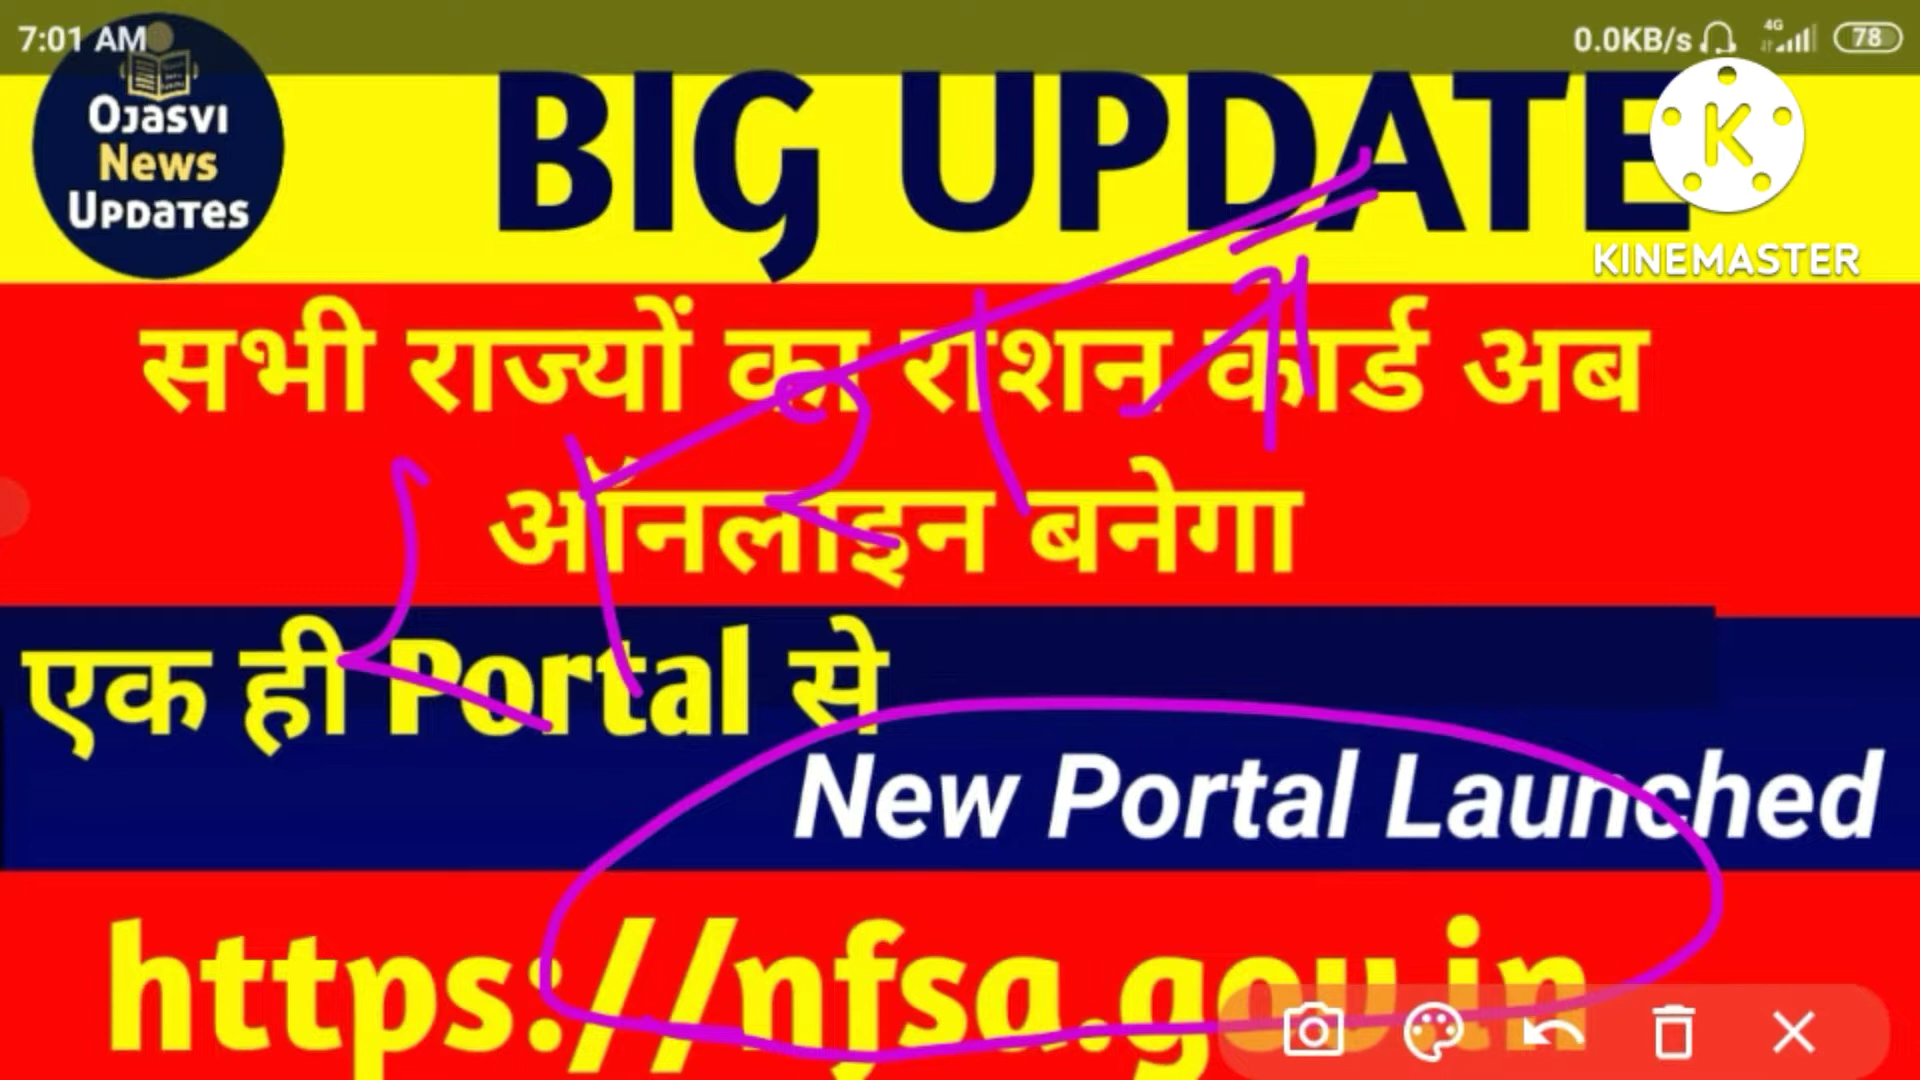 7:01 AM
0.0KB/s 4G 78
Ojasvi
News
Updates
BIG UPDATE
KINEMASTER
सभी राज्यों का राशन कार्ड अब
ऑनलाइन बनेगा
एक ही Portal से
New Portal Launched
https://nfsa.gov.in